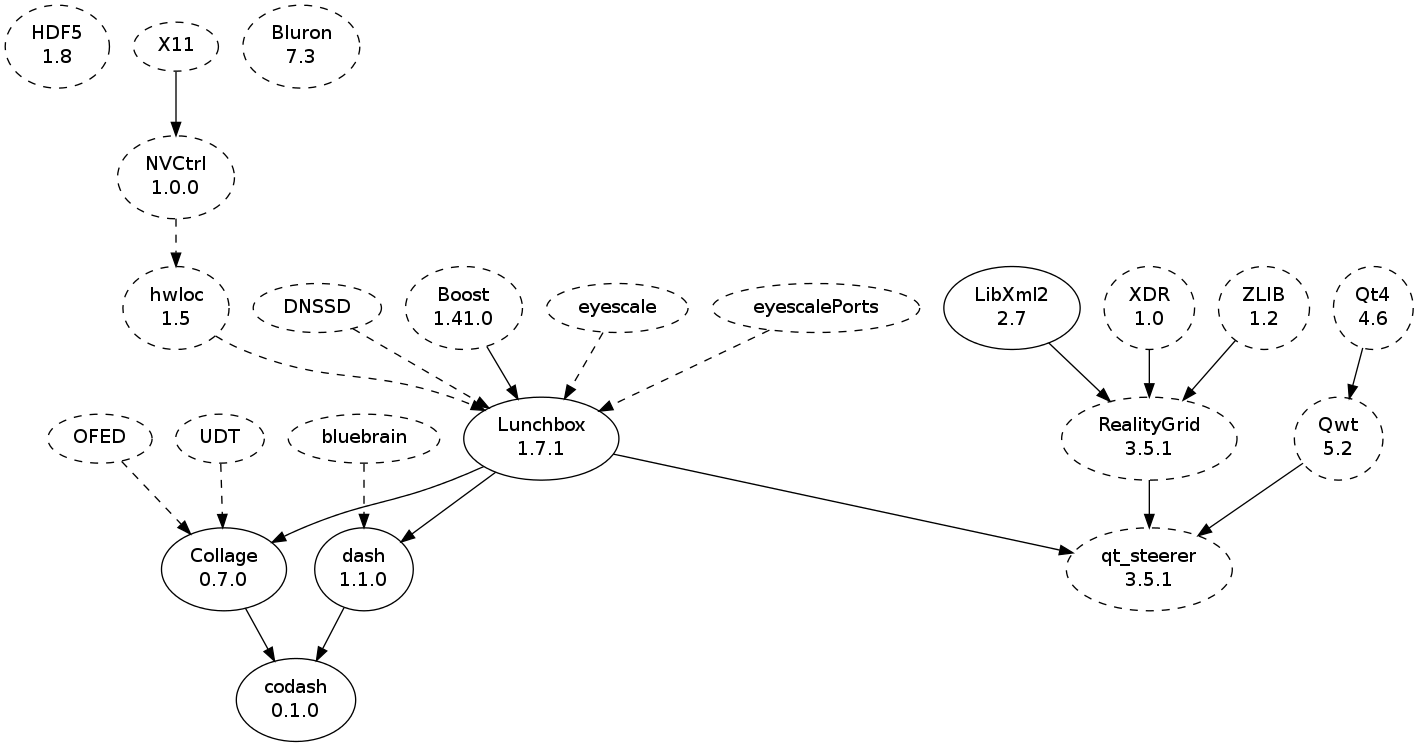 HDF5
1.8
X11
Bluron
7.3
NVCtrl
1.0.0
hwloc
1.5
DNSSD
Boost
1.41.0
eyescale
eyescalePorts
LibXml2
2.7
XDR
1.0
ZLIB
1.2
Qt4
4.6
OFED
UDT
bluebrain
Lunchbox
1.7.1
RealityGrid
3.5.1
Qwt
5.2
Collage
0.7.0
dash
1.1.0
qt_steerer
3.5.1
codash
0.1.0